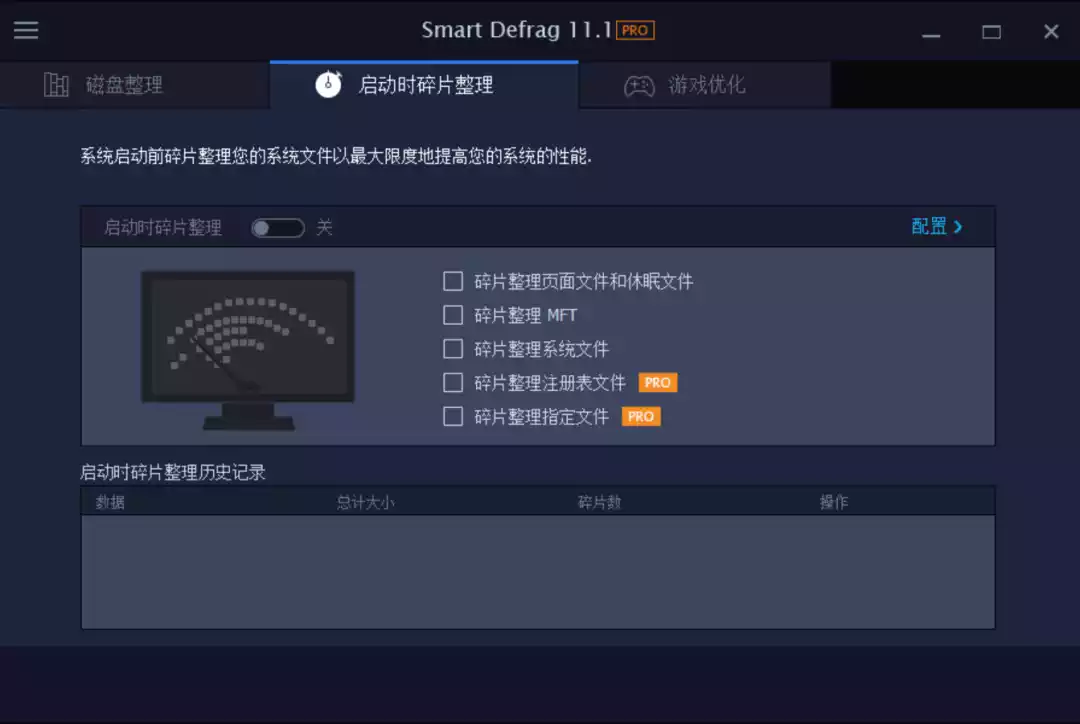 Smart Defrag 11.1 PRO
磁盘整理 启动时碎片整理 游戏优化
系统启动前碎片整理您的系统文件以最大限度地提高您的系统的性能.
启动时碎片整理 关 配置
碎片整理页面文件和休眠文件
碎片整理 MFT
碎片整理系统文件
碎片整理注册表文件 PRO
碎片整理指定文件 PRO
启动时碎片整理历史记录
数据 总计大小 碎片数 操作